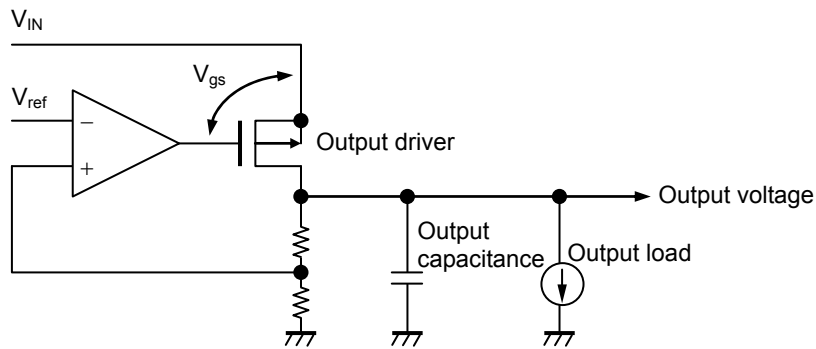 VIN
Vgs
Vref
−
+
Output driver
Output voltage
Output
capacitance
Output load